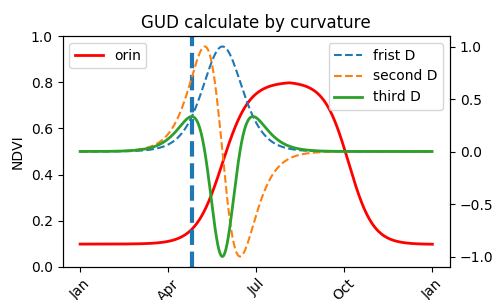 GUD calculate by curvature
orin
frist D
second D
third D
NDVI
1.0
0.8
0.6
0.4
0.2
0.0
1.0
0.5
0.0
−0.5
−1.0
Jan
Apr
Jul
Oct
Jan